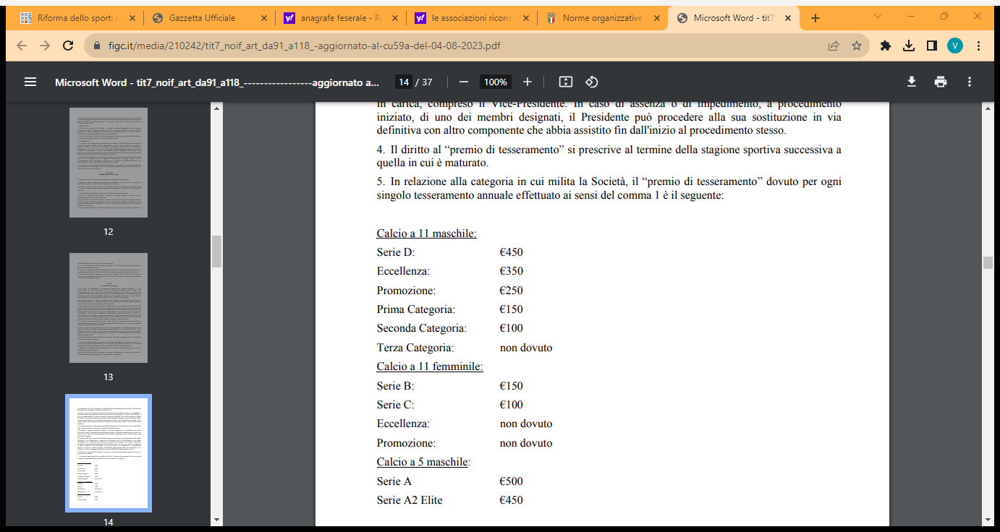 Riforma dello sport: c
Gazzetta Ufficiale
anagrafe feserale - Ri
le associazioni ricono
Norme organizzative
Microsoft Word - tit7
figc.it/media/210242/tit7_noif_art_da91_a118_-aggiornato-al-cu59a-del-04-08-2023.pdf
V
Microsoft Word - tit7_noif_art_da91_a118_-----------------aggiornato a...
14 / 37
100%
in carica, compreso il Vice-Presidente. In caso di assenza o di impedimento, a procedimento
iniziato, di uno dei membri designati, il Presidente può procedere alla sua sostituzione in via
definitiva con altro componente che abbia assistito fin dall'inizio al procedimento stesso.
4. Il diritto al “premio di tesseramento” si prescrive al termine della stagione sportiva successiva a
quella in cui è maturato.
5. In relazione alla categoria in cui milita la Società, il “premio di tesseramento” dovuto per ogni
singolo tesseramento annuale effettuato ai sensi del comma 1 è il seguente:
Calcio a 11 maschile:
Serie D: €450
Eccellenza: €350
Promozione: €250
Prima Categoria: €150
Seconda Categoria: €100
Terza Categoria: non dovuto
Calcio a 11 femminile:
Serie B: €150
Serie C: €100
Eccellenza: non dovuto
Promozione: non dovuto
Calcio a 5 maschile:
Serie A €500
Serie A2 Elite €450
12
13
14